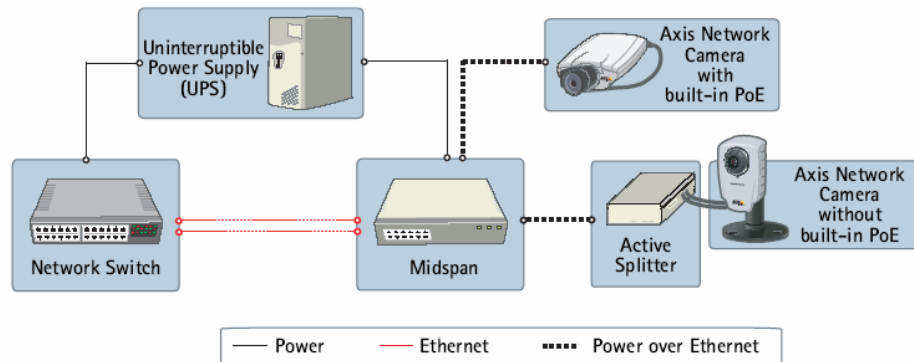 Uninterruptible
Power Supply
(UPS)
Axis Network
Camera
with
built-in PoE
Network Switch
Midspan
Active
Splitter
Axis Network
Camera
without
built-in PoE
Power
Ethernet
Power over Ethernet